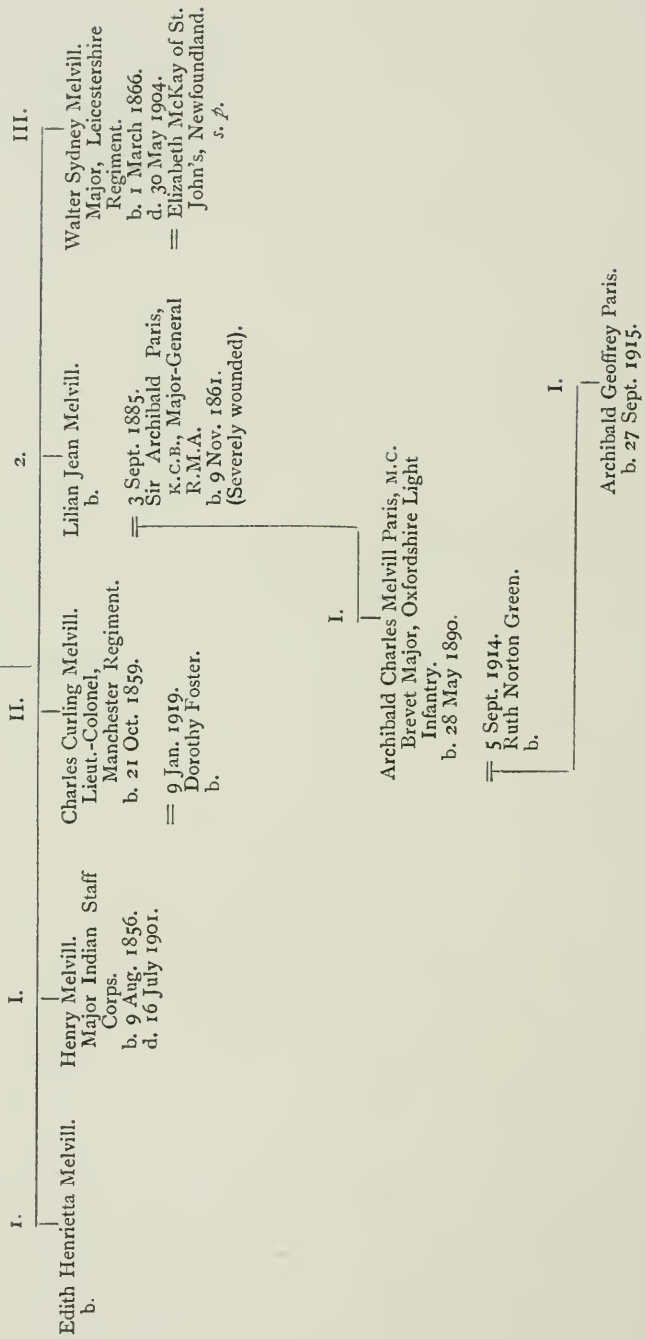 1.
Edith Henrietta Melvill.
b.
I.
Henry Melvill.
Major Indian Staff
Corps.
b. 9 Aug. 1856.
d. 16 July 1901.
II.
Charles Curling Melvill.
Lieut.-Colonel,
Manchester Regiment.
b. 21 Oct. 1859.
= 9 Jan. 1919.
Dorothy Foster.
b.
2.
Lilian Jean Melvill.
b.
= 3 Sept. 1885.
Sir Archibald Paris,
K.C.B., Major-General
R.M.A.
b. 9 Nov. 1861.
(Severely wounded).
III.
Walter Sydney Melvill.
Major, Leicestershire
Regiment.
b. 1 March 1866.
d. 30 May 1904.
= Elizabeth McKay of St.
John's, Newfoundland.
s. p.
I.
Archibald Charles Melvill Paris, M.C.
Brevet Major, Oxfordshire Light
Infantry.
b. 28 May 1890.
= 5 Sept. 1914.
Ruth Norton Green.
b.
I.
Archibald Geoffrey Paris.
b. 27 Sept. 1915.